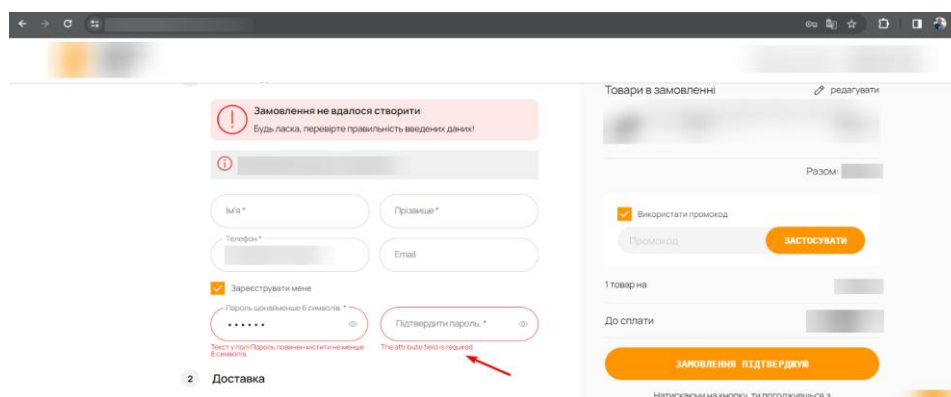 Замовлення не вдалося створити
Будь ласка, перевірте правильність введених даних!
Ім'я *
Прізвище *
Телефон *
Email
Зареєструвати мене
Пароль щонайменше 6 символів. *
Підтвердити пароль. *
Текст у полі Пароль повинен містити не менше
8 символів.
The attribute field is required
2 Доставка
Товари в замовленні
редагувати
Разом:
Використати промокод
Промокод
ЗАСТОСУВАТИ
1 товар на
До сплати
ЗАМОВЛЕННЯ ПІДТВЕРДЖУЮ
Натискаючи на кнопку, ти погоджуєшся з